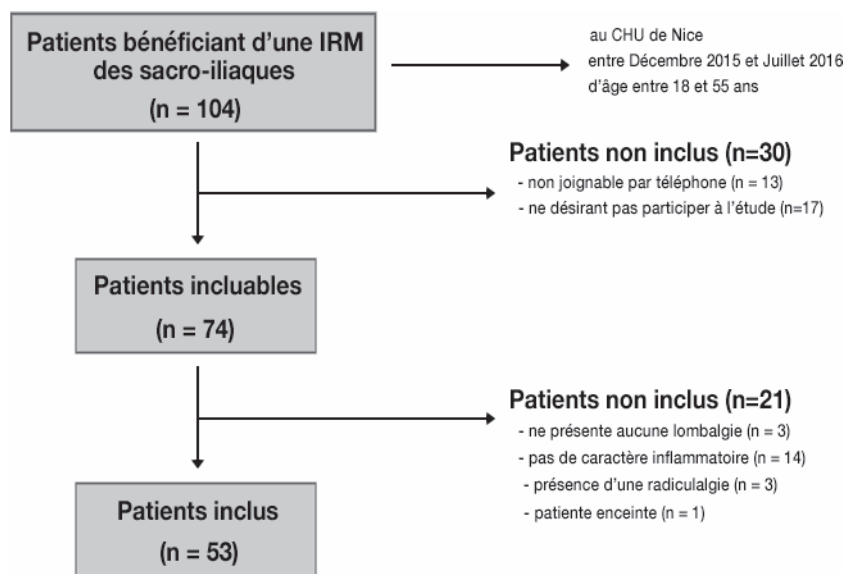 Patients bénéficiant d'une IRM
des sacro-iliaques
(n = 104)
au CHU de Nice
entre Décembre 2015 et Juillet 2016
d'âge entre 18 et 55 ans
Patients non inclus (n=30)
- non joignable par téléphone (n = 13)
- ne désirant pas participer à l'étude (n=17)
Patients incluables
(n = 74)
Patients non inclus (n=21)
- ne présente aucune lombalgie (n = 3)
- pas de caractère inflammatoire (n = 14)
- présence d'une radiculalgie (n = 3)
- patiente enceinte (n = 1)
Patients inclus
(n = 53)